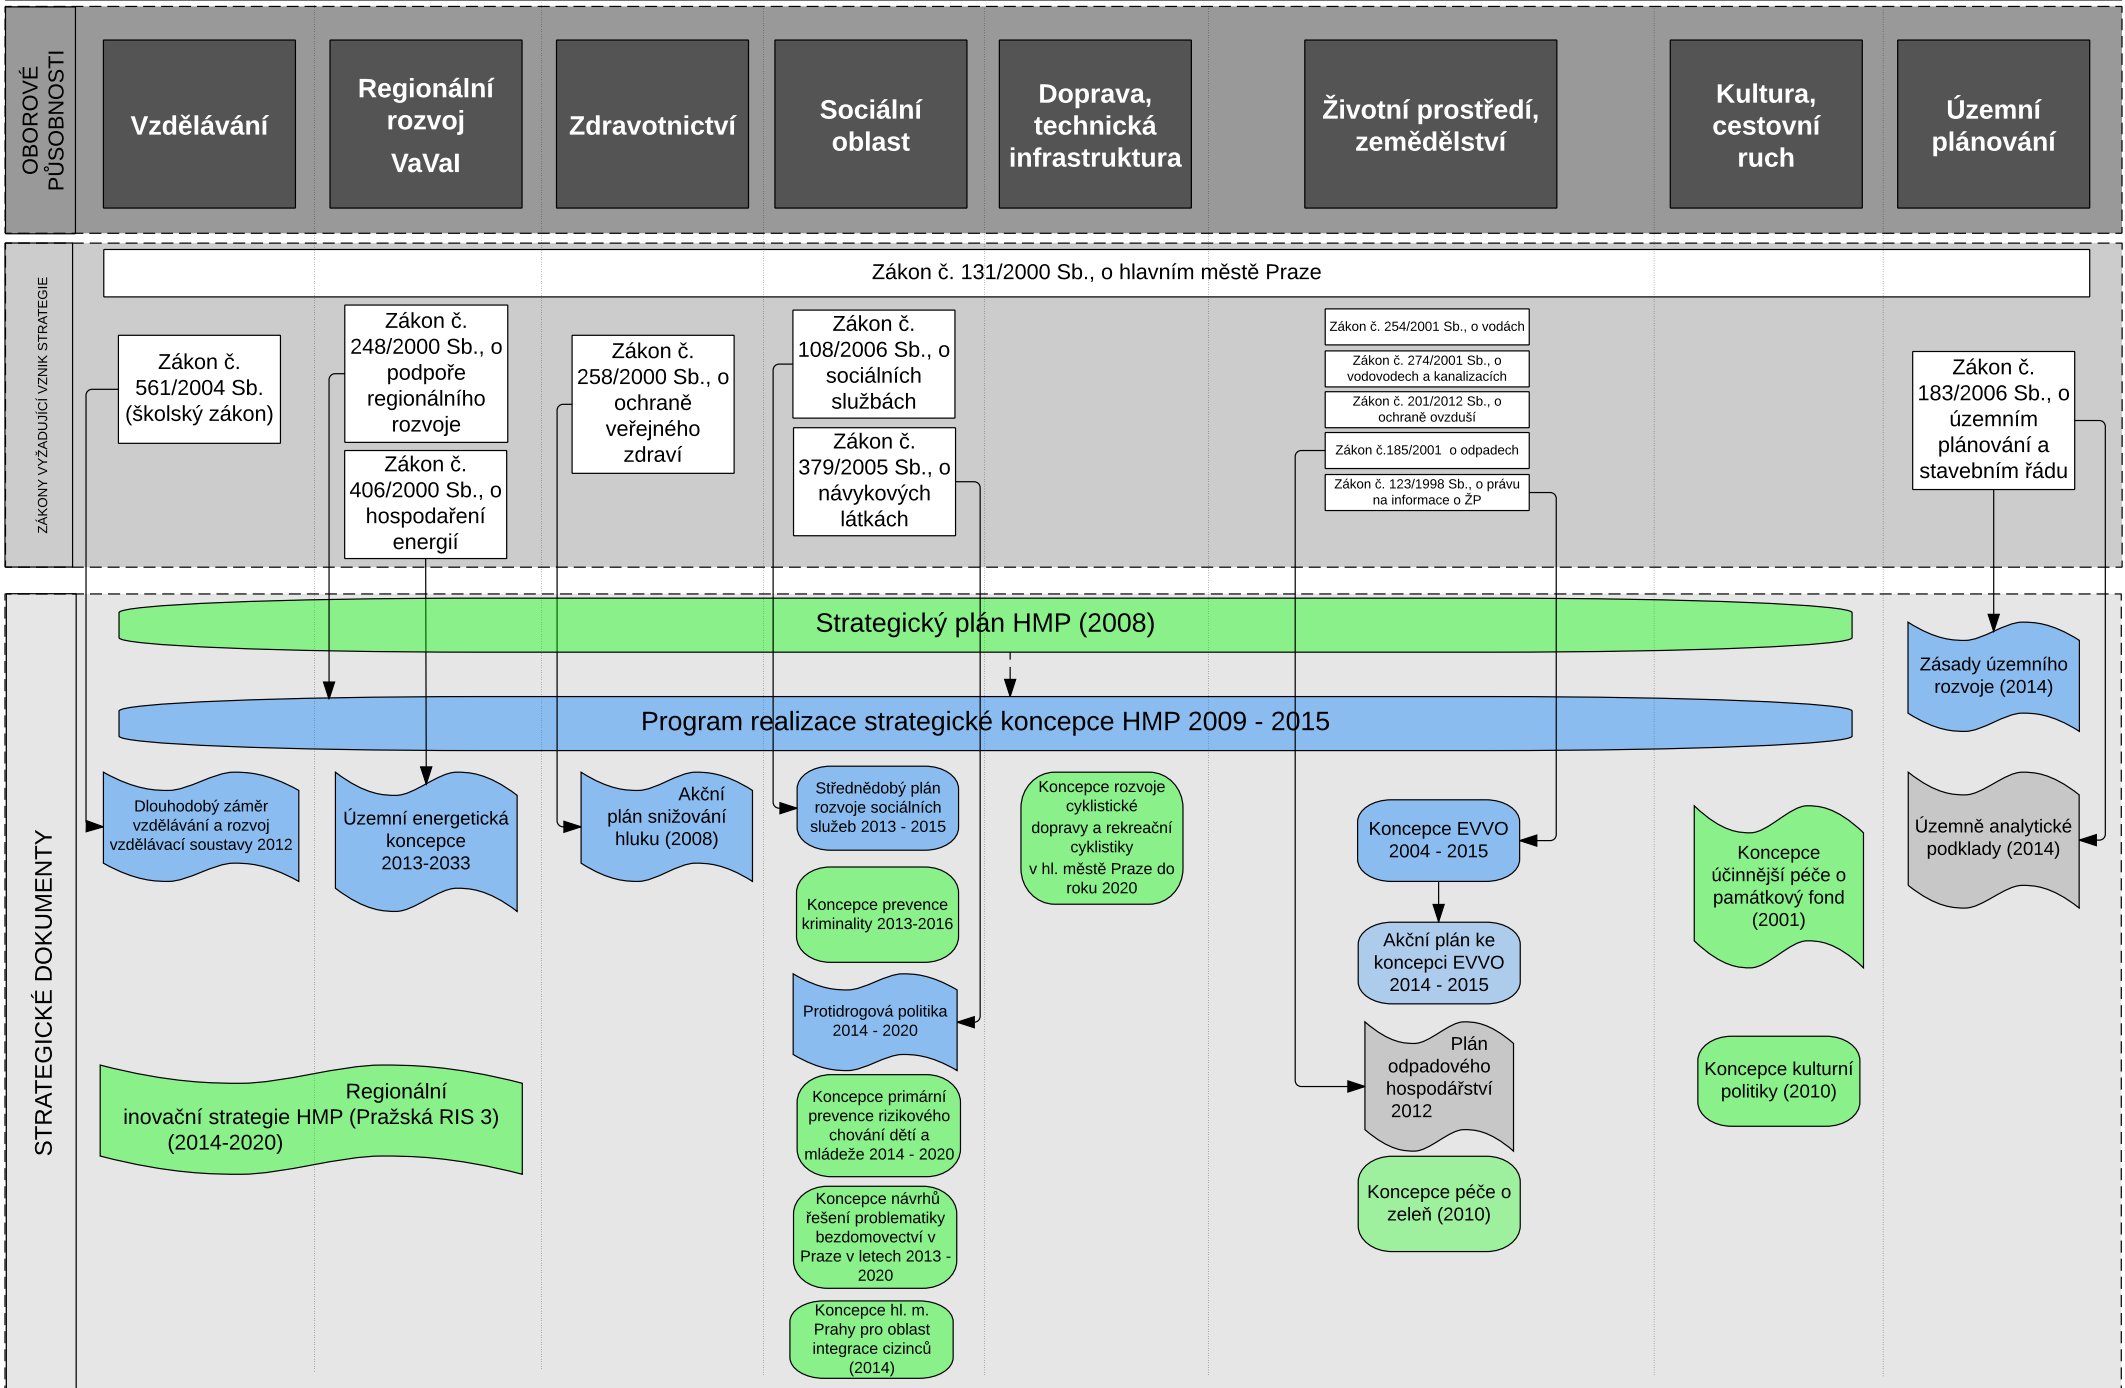 OBOROVÉ
PŮSOBNOSTI
Vzdělávání
Regionální
rozvoj
VaVaI
Zdravotnictví
Sociální
oblast
Doprava,
technická
infrastruktura
Životní prostředí,
zemědělství
Kultura,
cestovní
ruch
Územní
plánování
ZÁKONY VYŽADUJÍCÍ VZNIK STRATEGIE
Zákon č. 131/2000 Sb., o hlavním městě Praze
Zákon č.
561/2004 Sb.
(školský zákon)
Zákon č.
248/2000 Sb., o
podpoře
regionálního
rozvoje
Zákon č.
406/2000 Sb., o
hospodaření
energií
Zákon č.
258/2000 Sb., o
ochraně
veřejného
zdraví
Zákon č.
108/2006 Sb., o
sociálních
službách
Zákon č.
379/2005 Sb., o
návykových
látkách
Zákon č. 254/2001 Sb., o vodách
Zákon č. 274/2001 Sb., o
vodovodech a kanalizacích
Zákon č. 201/2012 Sb., o
ochraně ovzduší
Zákon č.185/2001  o odpadech
Zákon č. 123/1998 Sb., o právu
na informace o ŽP
Zákon č.
183/2006 Sb., o
územním
plánování a
stavebním řádu
STRATEGICKÉ DOKUMENTY
Strategický plán HMP (2008)
Program realizace strategické koncepce HMP 2009 - 2015
Zásady územního
rozvoje (2014)
Dlouhodobý záměr
vzdělávání a rozvoj
vzdělávací soustavy 2012
Územní energetická
koncepce
2013-2033
Akční
plán snižování
hluku (2008)
Střednědobý plán
rozvoje sociálních
služeb 2013 - 2015
Koncepce prevence
kriminality 2013-2016
Protidrogová politika
2014 - 2020
Koncepce primární
prevence rizikového
chování dětí a
mládeže 2014 - 2020
Koncepce návrhů
řešení problematiky
bezdomovectví v
Praze v letech 2013 -
2020
Koncepce hl. m.
Prahy pro oblast
integrace cizinců
(2014)
Koncepce rozvoje
cyklistické
dopravy a rekreační
cyklistiky
v hl. městě Praze do
roku 2020
Koncepce EVVO
2004 - 2015
Akční plán ke
koncepci EVVO
2014 - 2015
Plán
odpadového
hospodářství
2012
Koncepce péče o
zeleň (2010)
Koncepce
účinnější péče o
památkový fond
(2001)
Koncepce kulturní
politiky (2010)
Územně analytické
podklady (2014)
Regionální
inovační strategie HMP (Pražská RIS 3)
(2014-2020)